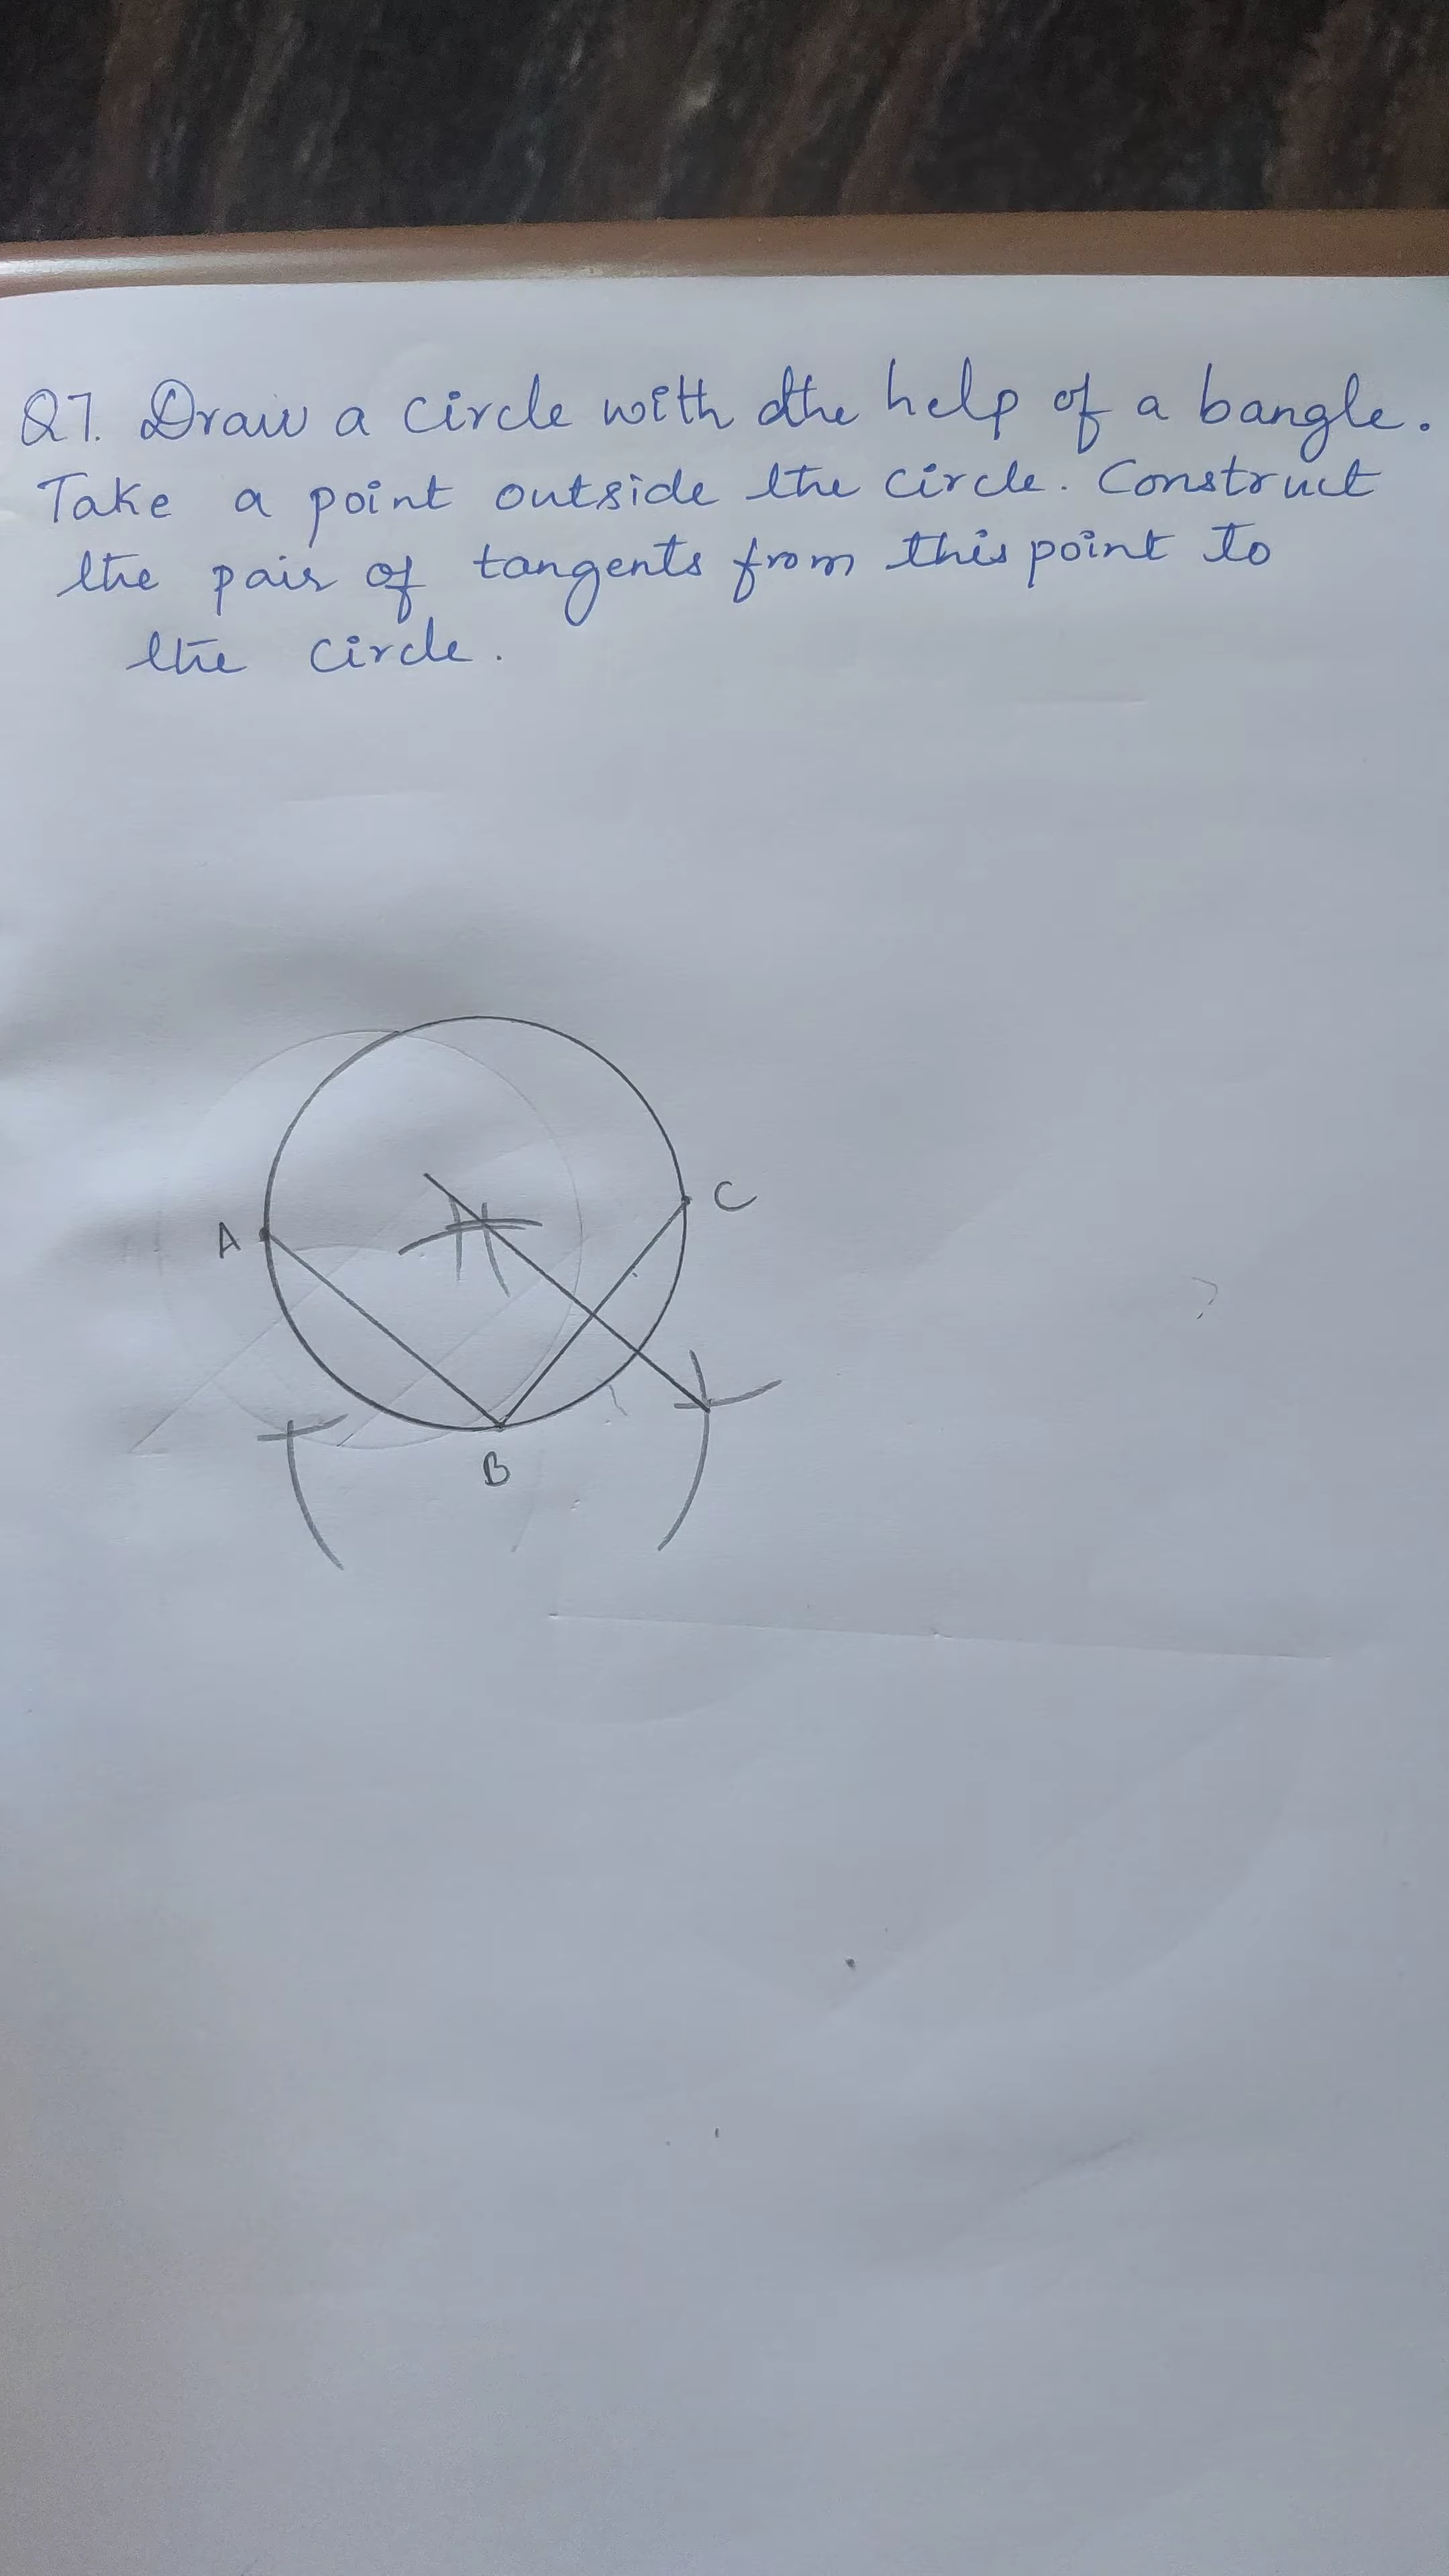 Q7. Draw a circle with the help of a bangle.
Take a point outside the circle. Construct
the pair of tangents from this point to
the circle.
A
C
B